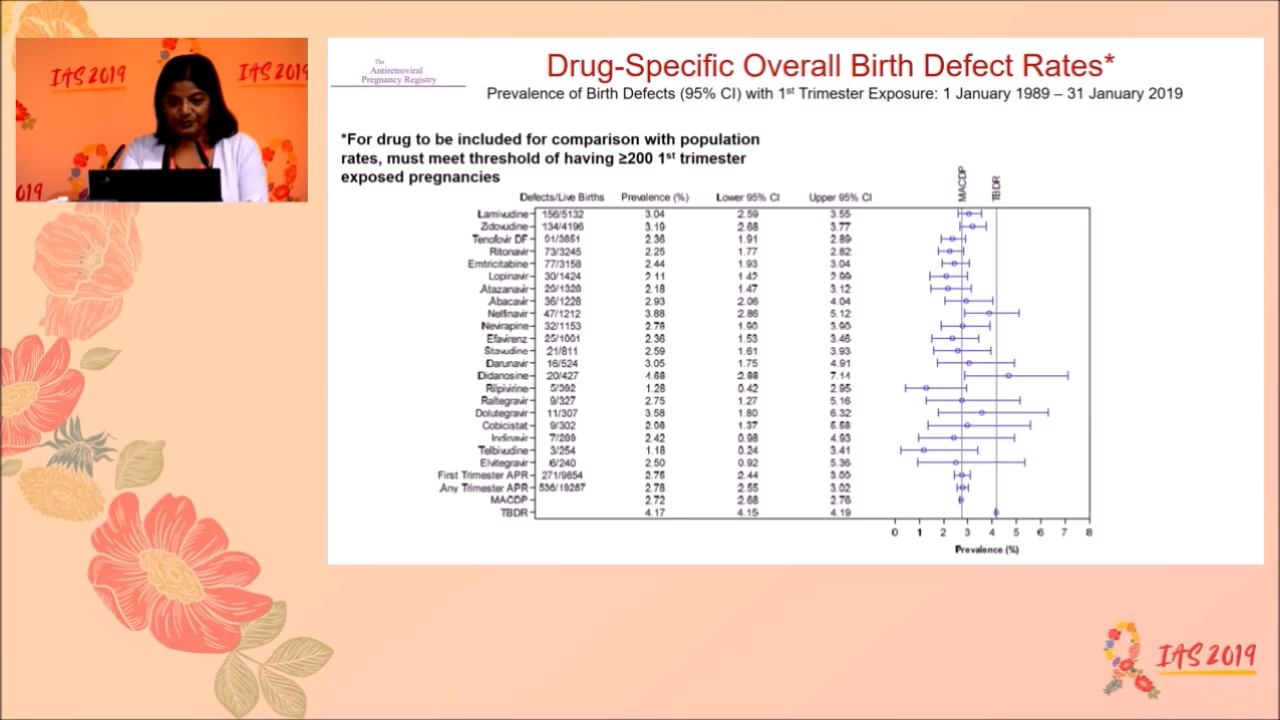 IAS 2019
IAS 2019
019
The
Antiretroviral
Pregnancy Registry
Drug-Specific Overall Birth Defect Rates*
Prevalence of Birth Defects (95% CI) with 1st Trimester Exposure: 1 January 1989 – 31 January 2019
*For drug to be included for comparison with population
rates, must meet threshold of having ≥200 1st trimester
exposed pregnancies
MACDP
TBDR
Defects/Live Births Prevalence (%) Lower 95% CI Upper 95% CI
Lamivudine 156/5132 3.04 2.59 3.55
Zidovudine 134/4196 3.19 2.68 3.77
Tenofovir DF 2.36 1.91 2.89
Ritonavir 73/3245 2.25 1.77 2.82
Emtricitabine 77/3158 2.44 1.93 3.04
Lopinavir 30/1424 2.11 1.42
Atazanavir 2.18 1.47 3.12
Abacavir 36/1228 2.93 2.06 4.04
Nelfinavir 47/1212 3.88 2.86 5.12
Nevirapine 32/1153 2.78 1.90 3.90
Efavirenz 25/1061 2.36 1.53 3.46
Stavudine 21/811 2.59 1.61 3.93
Darunavir 16/524 3.05 1.75 4.91
Didanosine 20/427 4.68 2.88 7.14
Rilpivirine 5/392 1.28 0.42 2.95
Raltegravir 9/327 2.75 1.27 5.16
Dolutegravir 11/307 3.58 1.80 6.32
Cobicistat 9/302 1.37
Indinavir 7/289 2.42 0.98 4.93
Telbivudine 3/254 1.18 0.24 3.41
Elvitegravir 6/240 2.50 0.92 5.36
First Trimester APR 271/9854 2.75 2.44
Any Trimester APR 2.78 2.55 3.02
MACDP 2.72 2.68 2.76
TBDR 4.17 4.15 4.19
0 1 2 3 4 5 6 7 8
Prevalence (%)
IAS 2019